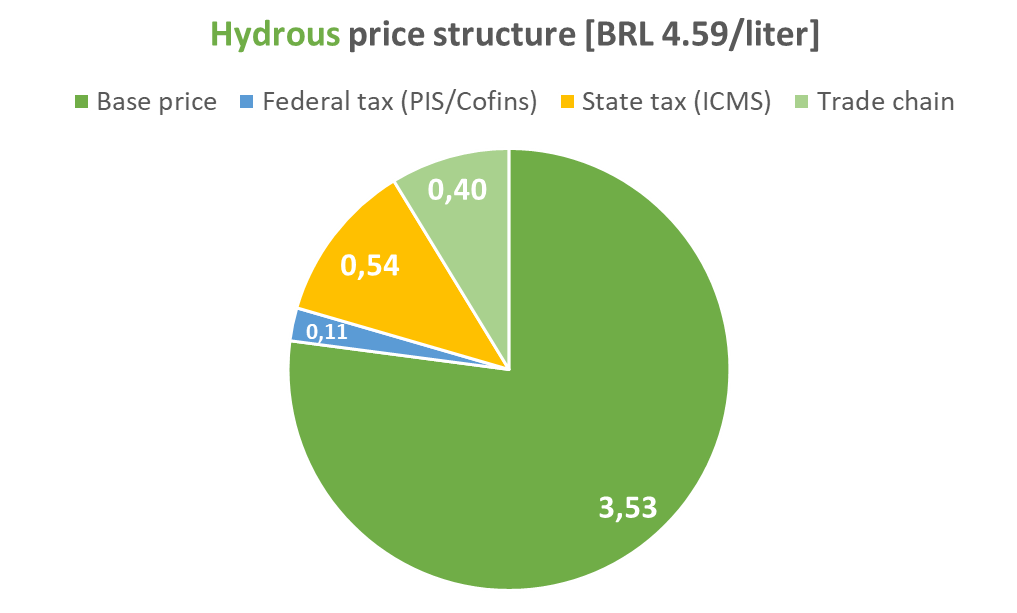 Hydrous price structure [BRL 4.59/liter]
Base price Federal tax (PIS/Cofins) State tax (ICMS) Trade chain
0,40
0,54
0,11
3,53